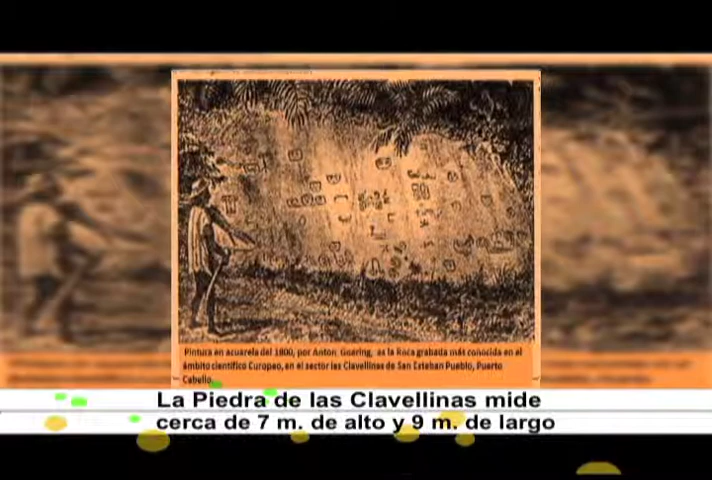 Pintura en acuarela del 1800, por Anton, Goering, as la Roca grabada más conocida en el
ámbito científico Europeo, en el sector las Clavellinas de San Esteban Pueblo, Puerto
Cabello.
La Piedra de las Clavellinas mide
cerca de 7 m. de alto y 9 m. de largo